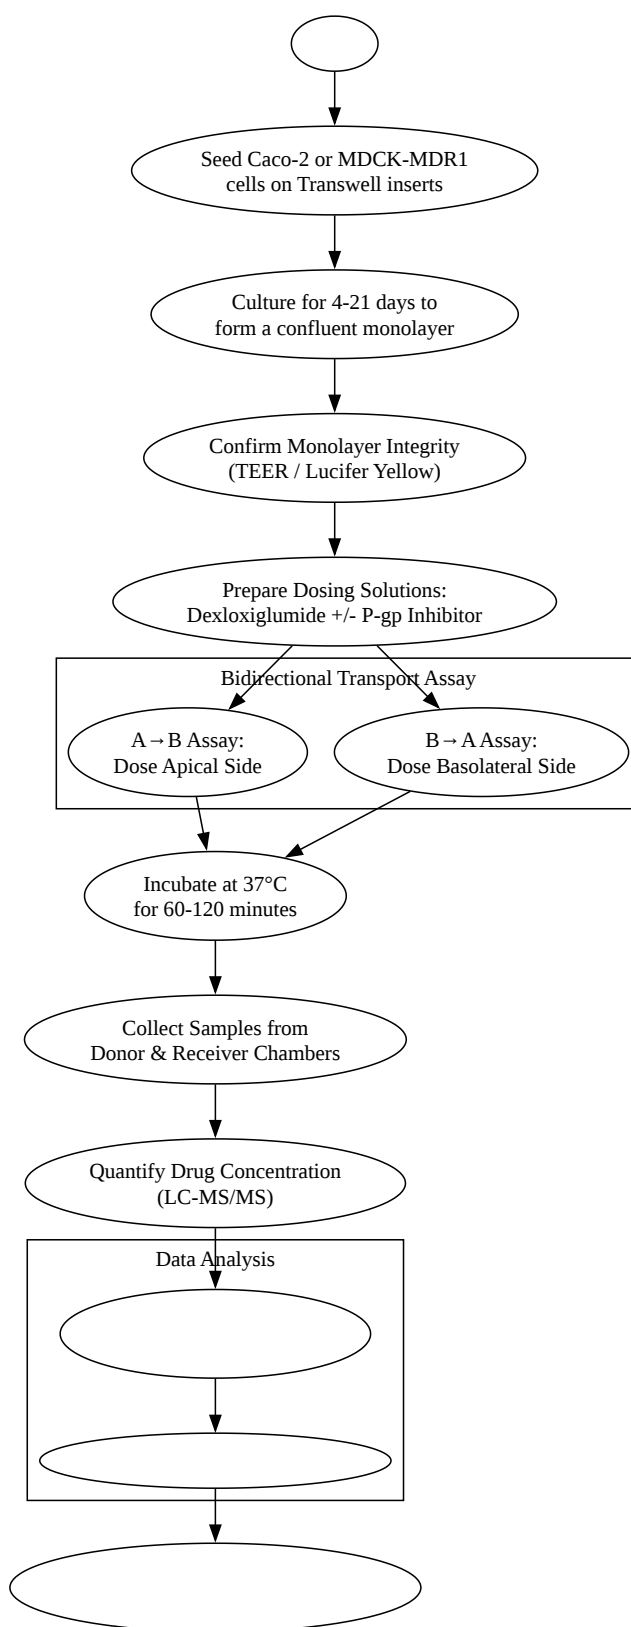 Seed Caco-2 or MDCK-MDR1
cells on Transwell inserts
Culture for 4-21 days to
form a confluent monolayer
Confirm Monolayer Integrity
(TEER / Lucifer Yellow)
Prepare Dosing Solutions:
Dexloxiglumide +/- P-gp Inhibitor
Bidirectional Transport Assay
A→B Assay:
Dose Apical Side
B→A Assay:
Dose Basolateral Side
Incubate at 37°C
for 60-120 minutes
Collect Samples from
Donor & Receiver Chambers
Quantify Drug Concentration
(LC-MS/MS)
Data Analysis